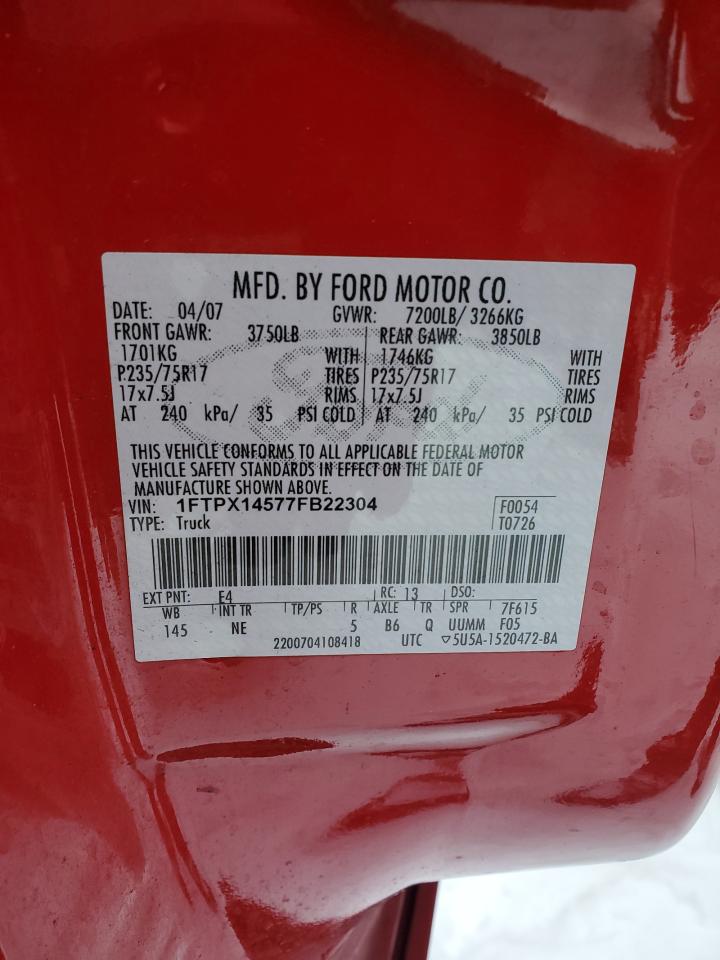 MFD. BY FORD MOTOR CO.
DATE: 04/07 GVWR: 7200LB/ 3266KG
FRONT GAWR: 3750LB REAR GAWR: 3850LB
1701KG WITH 1746KG WITH
P235/75R17 TIRES P235/75R17 TIRES
17x7.5J RIMS 17x7.5J RIMS
AT 240 kPa/ 35 PSI COLD AT 240 kPa/ 35 PSI COLD
THIS VEHICLE CONFORMS TO ALL APPLICABLE FEDERAL MOTOR
VEHICLE SAFETY STANDARDS IN EFFECT ON THE DATE OF
MANUFACTURE SHOWN ABOVE.
VIN: 1FTPX14577FB22304 F0054
TYPE: Truck T0726
EXT PNT: E4 RC: 13 DSO:
WB INT TR TP/PS R AXLE TR SPR 7F615
145 NE 5 B6 Q UUMM F05
2200704108418 UTC ▽5U5A-1520472-BA